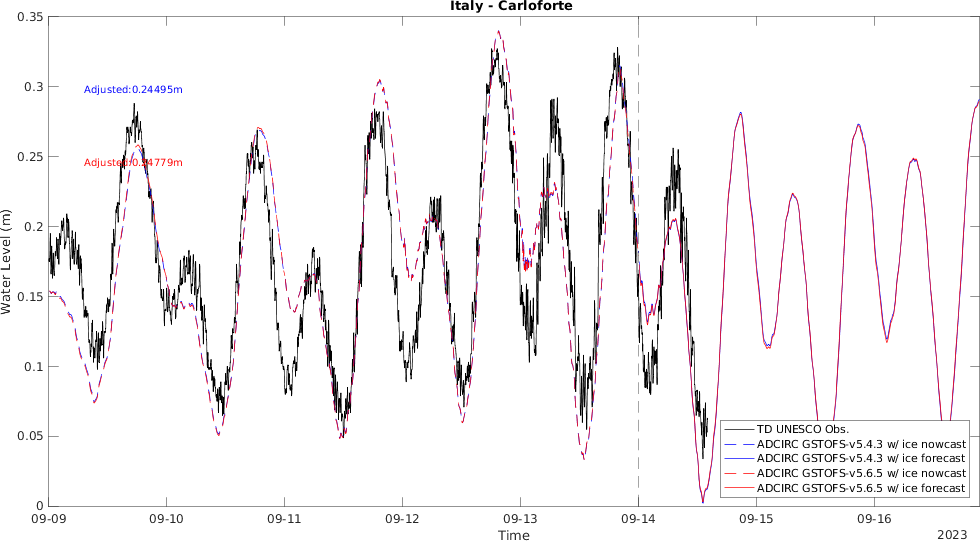 Italy - Carloforte
Water Level (m)
0.35
0.3
0.25
0.2
0.15
0.1
0.05
0
Adjusted:0.24495m
Adjusted:0.24779m
TD UNESCO Obs.
ADCIRC GSTOFS-v5.4.3 w/ ice nowcast
ADCIRC GSTOFS-v5.4.3 w/ ice forecast
ADCIRC GSTOFS-v5.6.5 w/ ice nowcast
ADCIRC GSTOFS-v5.6.5 w/ ice forecast
09-09 09-10 09-11 09-12 09-13 09-14 09-15 09-16
Time
2023